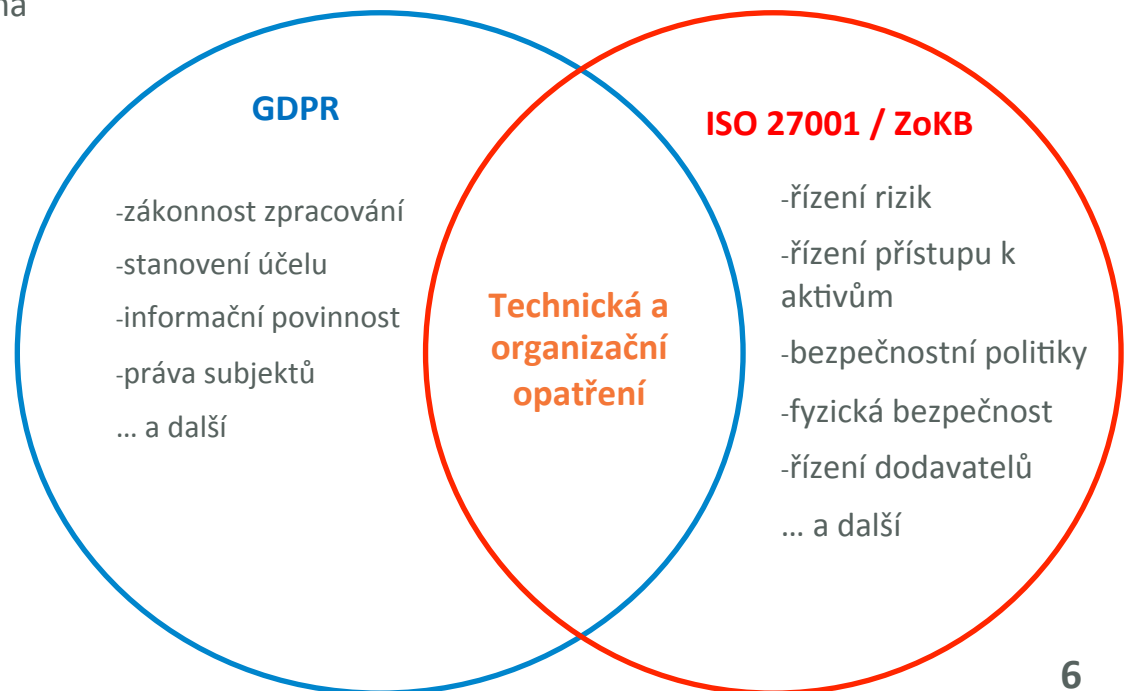 GDPR
-zákonnost zpracování
-stanovení účelu
-informační povinnost
-práva subjektů
... a další
Technická a
organizační
opatření
ISO 27001 / ZoKB
-řízení rizik
-řízení přístupu k
aktivům
-bezpečnostní politiky
-fyzická bezpečnost
-řízení dodavatelů
... a další
6